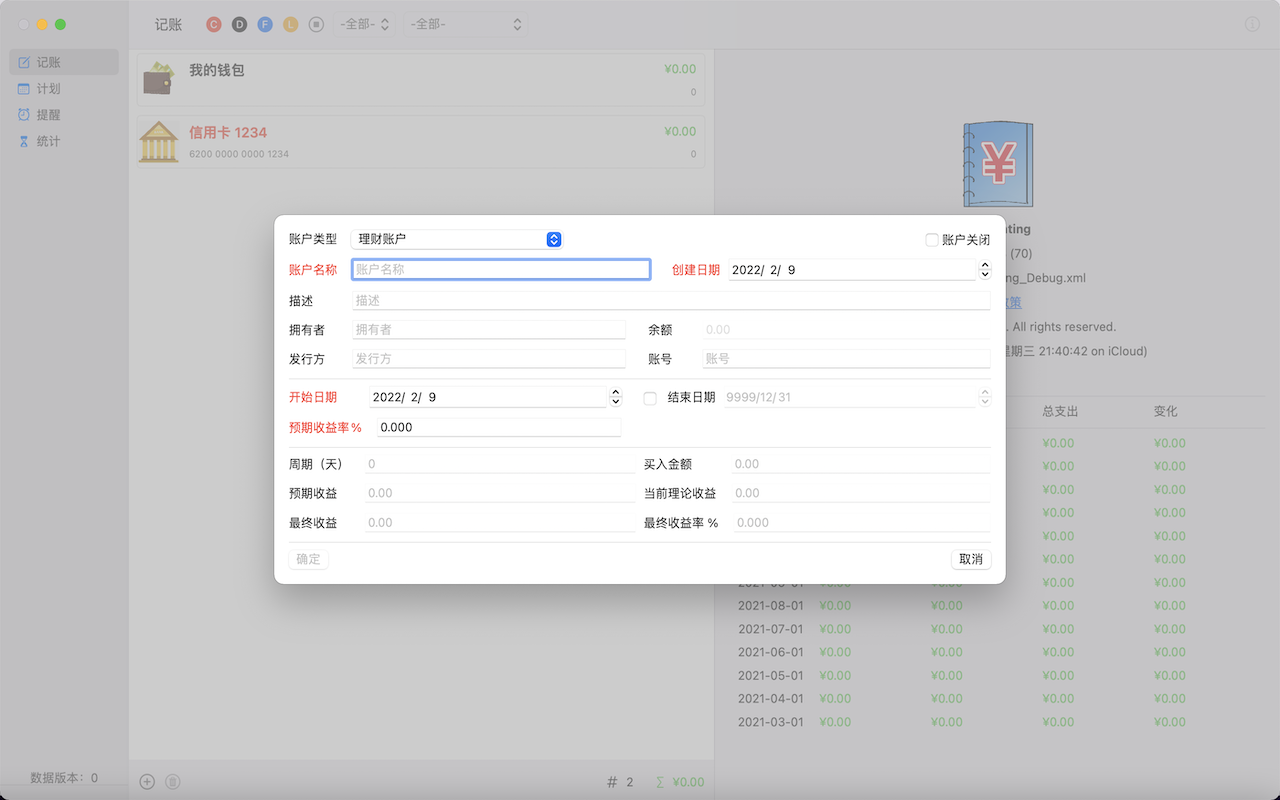 记账 C D F L -全部- -全部-
记账
计划
提醒
统计
我的钱包 ¥0.00
0
信用卡 1234 ¥0.00
6200 0000 0000 1234 0
¥
账户类型 理财账户 账户关闭
账户名称 账户名称 创建日期 2022/ 2/ 9
描述 描述
拥有者 拥有者 余额 0.00
发行方 发行方 账号 账号
开始日期 2022/ 2/ 9 结束日期 9999/12/31
预期收益率% 0.000
周期（天） 0 买入金额 0.00
预期收益 0.00 当前理论收益 0.00
最终收益 0.00 最终收益率 % 0.000
确定 取消
(70)
ng_Debug.xml
. All rights reserved.
期三 21:40:42 on iCloud)
总支出 变化
¥0.00 ¥0.00
¥0.00 ¥0.00
¥0.00 ¥0.00
¥0.00 ¥0.00
¥0.00 ¥0.00
¥0.00 ¥0.00
¥0.00 ¥0.00
2021-08-01 ¥0.00 ¥0.00 ¥0.00 ¥0.00
2021-07-01 ¥0.00 ¥0.00 ¥0.00 ¥0.00
2021-06-01 ¥0.00 ¥0.00 ¥0.00 ¥0.00
2021-05-01 ¥0.00 ¥0.00 ¥0.00 ¥0.00
2021-04-01 ¥0.00 ¥0.00 ¥0.00 ¥0.00
2021-03-01 ¥0.00 ¥0.00 ¥0.00 ¥0.00
数据版本： 0 # 2 Σ ¥0.00